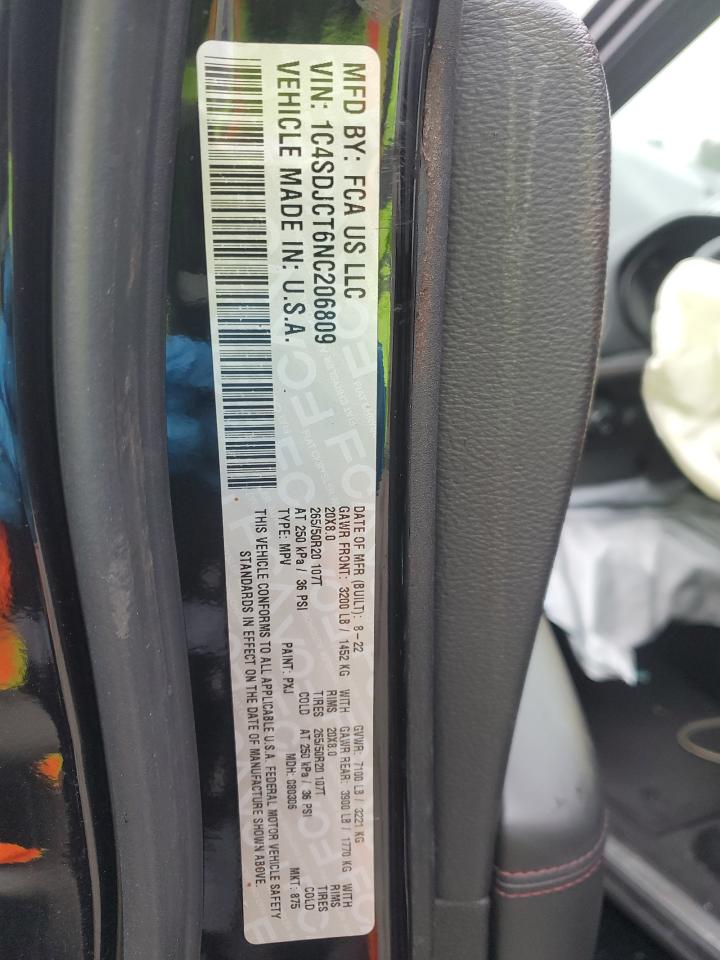 MFD BY: FCA US LLC
VIN: 1C4SDJCT6NC206809
VEHICLE MADE IN: U.S.A.
DATE OF MFR (BUILT): 8-22 GVWR: 7100 LB / 3221 KG
GAWR FRONT: 3200 LB / 1452 KG WITH GAWR REAR: 3900 LB / 1770 KG WITH
20X8.0 RIMS 20X8.0 RIMS
265/50R20 107T TIRES 265/50R20 107T TIRES
AT 250 kPa / 36 PSI COLD AT 250 kPa / 36 PSI COLD
TYPE: MPV PAINT: PXJ MDH: 080306 MKT: 875
THIS VEHICLE CONFORMS TO ALL APPLICABLE U.S.A. FEDERAL MOTOR VEHICLE SAFETY
STANDARDS IN EFFECT ON THE DATE OF MANUFACTURE SHOWN ABOVE.